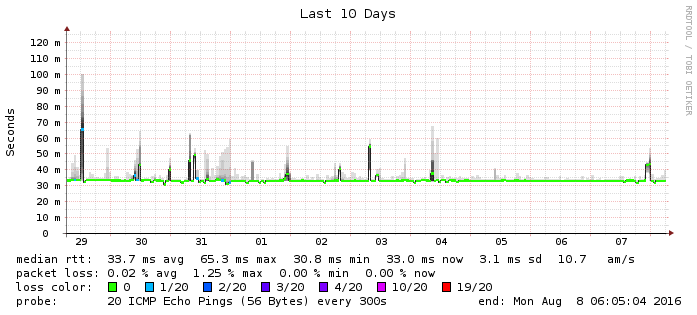 Last 10 Days
RRDTOOL / TOBI OETIKER
Seconds
120 m
110 m
100 m
90 m
80 m
70 m
60 m
50 m
40 m
30 m
20 m
10 m
0
29 30 31 01 02 03 04 05 06 07
median rtt: 33.7 ms avg 65.3 ms max 30.8 ms min 33.0 ms now 3.1 ms sd 10.7 am/s
packet loss: 0.02 % avg 1.25 % max 0.00 % min 0.00 % now
loss color: 0 1/20 2/20 3/20 4/20 10/20 19/20
probe: 20 ICMP Echo Pings (56 Bytes) every 300s end: Mon Aug 8 06:05:04 2016